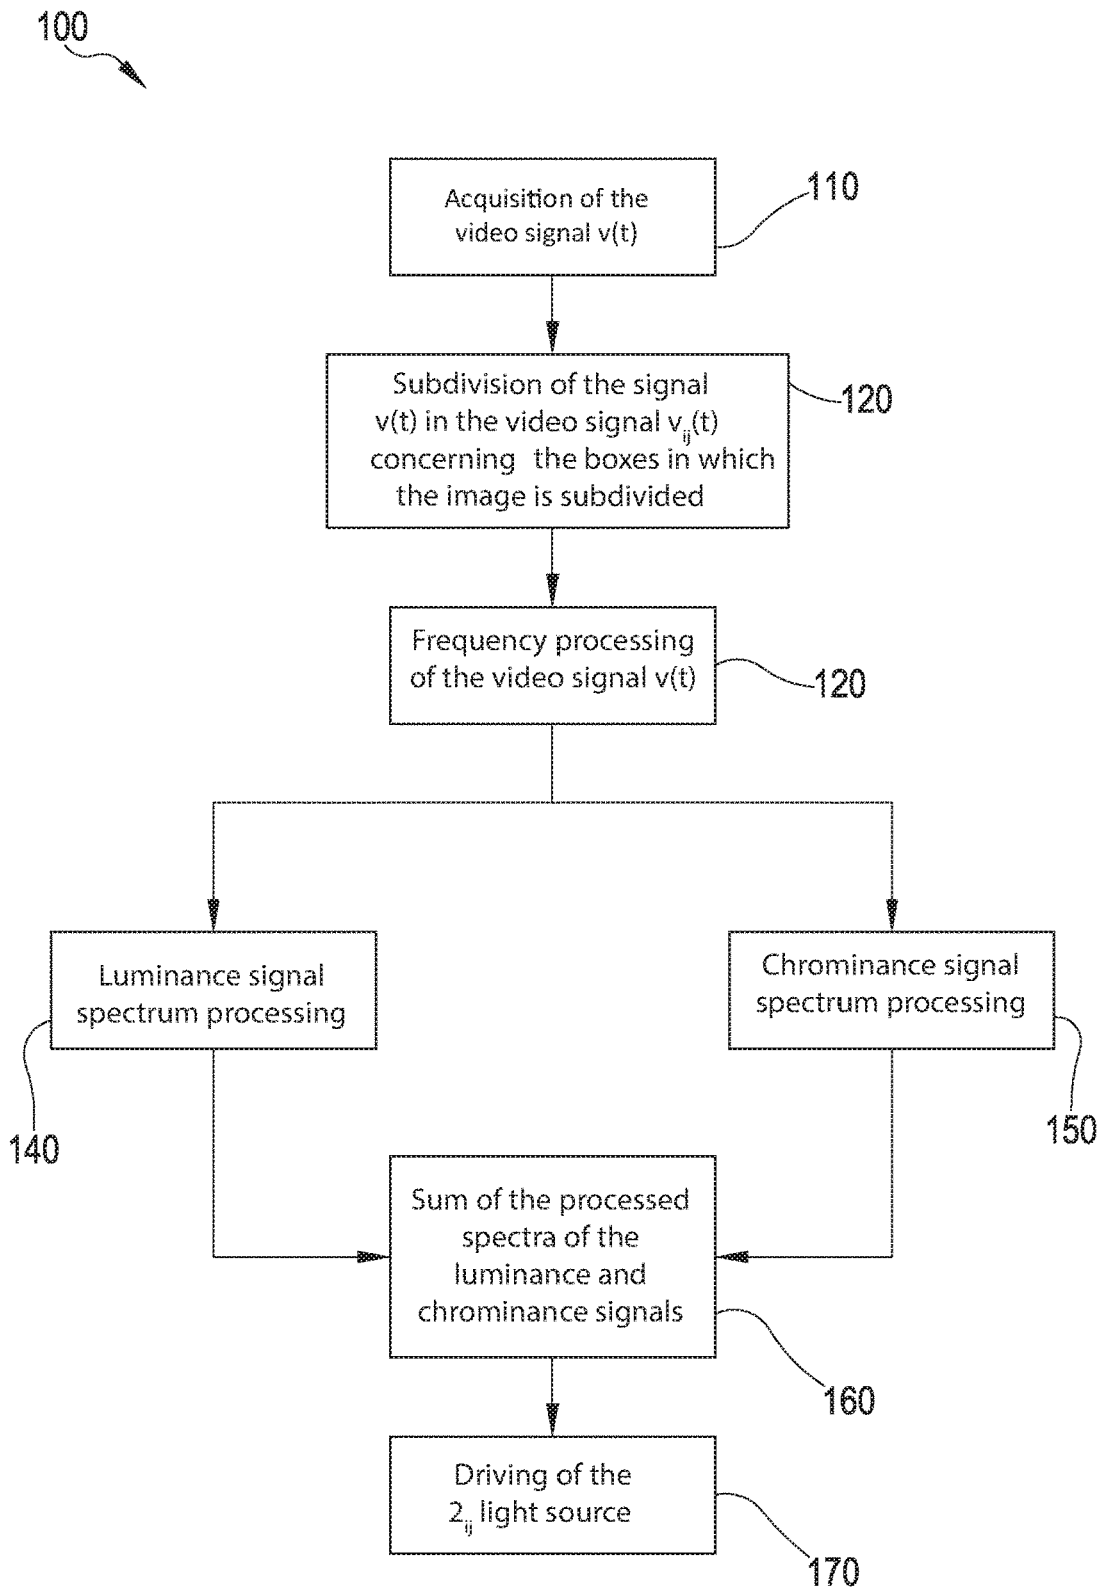 100
Acquisition of the
video signal v(t)
110
Subdivision of the signal
v(t) in the video signal vij(t)
concerning the boxes in which
the image is subdivided
120
Frequency processing
of the video signal v(t)
120
Luminance signal
spectrum processing
140
Chrominance signal
spectrum processing
150
Sum of the processed
spectra of the
luminance and
chrominance signals
160
Driving of the
2ij light source
170